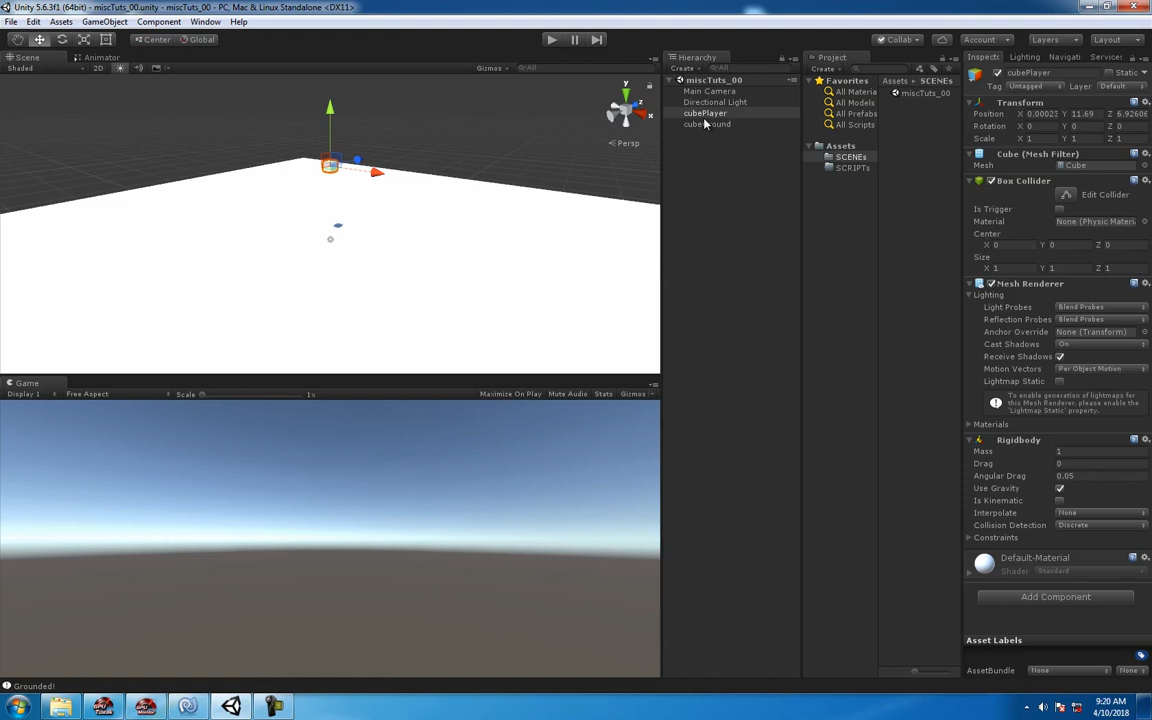 Unity 5.6.3f1 (64bit) - miscTuts_00.unity - miscTuts_00 - PC, Mac & Linux Standalone <DX11>
File Edit Assets GameObject Component Window Help
Center Global Collab Account Layers Layout
Scene Animator
Shaded 2D Gizmos All
y z x
Persp
Hierarchy
Create All
miscTuts_00
Main Camera
Directional Light
cubePlayer
Project
Create
Favorites
All Materia
All Models
All Prefabs
All Scripts
Assets
SCENEs
SCRIPTs
Assets SCENEs
miscTuts_00
Inspect Lighting Navigati Services
cubePlayer Static
Tag Untagged Layer Default
Transform
Position X 0.00023 Y 11.69 Z 6.92606
Rotation X 0 Y 0 Z 0
Scale X 1 Y 1 Z 1
Cube (Mesh Filter)
Mesh Cube
Box Collider
Edit Collider
Is Trigger
Material None (Physic Materi
Center
X 0 Y 0 Z 0
Size
X 1 Y 1 Z 1
Mesh Renderer
Lighting
Light Probes Blend Probes
Reflection Probes Blend Probes
Anchor Override None (Transform)
Cast Shadows On
Receive Shadows
Motion Vectors Per Object Motion
Lightmap Static
To enable generation of lightmaps for
this Mesh Renderer, please enable the
'Lightmap Static' property.
Materials
Rigidbody
Mass 1
Drag 0
Angular Drag 0.05
Use Gravity
Is Kinematic
Interpolate None
Collision Detection Discrete
Constraints
Default-Material
Shader Standard
Add Component
Asset Labels
AssetBundle None None
Game
Display 1 Free Aspect Scale 1x Maximize On Play Mute Audio Stats Gizmos
Grounded!
9:20 AM
4/10/2018